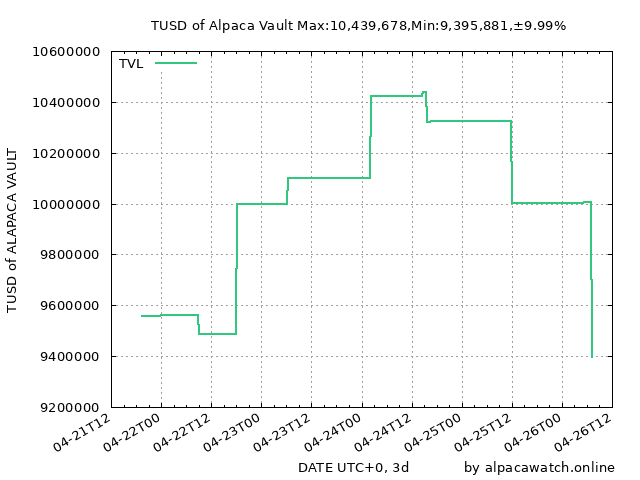 TUSD of Alpaca Vault Max:10,439,678,Min:9,395,881,±9.99%
TVL
TUSD of ALAPACA VAULT
10600000
10400000
10200000
10000000
9800000
9600000
9400000
9200000
04-21T12
04-22T00
04-22T12
04-23T00
04-23T12
04-24T00
04-24T12
04-25T00
04-25T12
04-26T00
04-26T12
DATE UTC+0, 3d
by alpacawatch.online